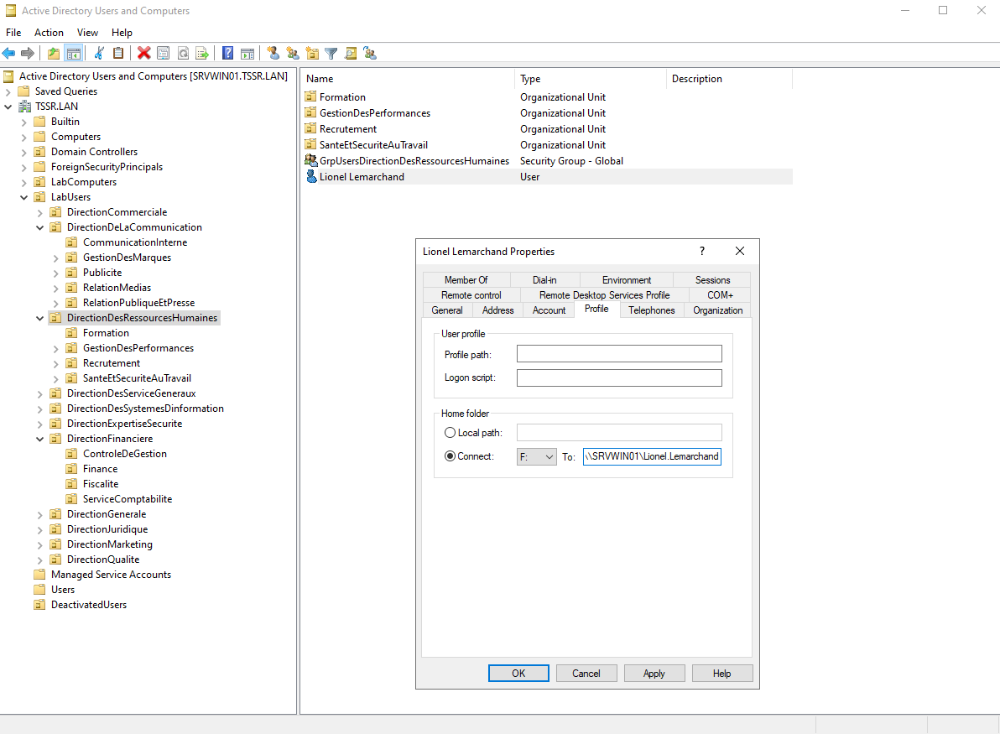 Active Directory Users and Computers
File Action View Help
Active Directory Users and Computers [SRVWIN01.TSSR.LAN]
Saved Queries
TSSR.LAN
Builtin
Computers
Domain Controllers
ForeignSecurityPrincipals
LabComputers
LabUsers
DirectionCommerciale
DirectionDeLaCommunication
CommunicationInterne
GestionDesMarques
Publicite
RelationMedias
RelationPubliqueEtPresse
DirectionDesRessourcesHumaines
Formation
GestionDesPerformances
Recrutement
SanteEtSecuriteAuTravail
DirectionDesServiceGeneraux
DirectionDesSystemesDinformation
DirectionExpertiseSecurite
DirectionFinanciere
ControleDeGestion
Finance
Fiscalite
ServiceComptabilite
DirectionGenerale
DirectionJuridique
DirectionMarketing
DirectionQualite
Managed Service Accounts
Users
DeactivatedUsers
Name Type Description
Formation Organizational Unit
GestionDesPerformances Organizational Unit
Recrutement Organizational Unit
SanteEtSecuriteAuTravail Organizational Unit
GrpUsersDirectionDesRessourcesHumaines Security Group - Global
Lionel Lemarchand User
Lionel Lemarchand Properties ?
Member Of Dial-in Environment Sessions
Remote control Remote Desktop Services Profile COM+
General Address Account Profile Telephones Organization
User profile
Profile path:
Logon script:
Home folder
Local path:
Connect: F: To: \\SRVWIN01\Lionel.Lemarchand
OK Cancel Apply Help